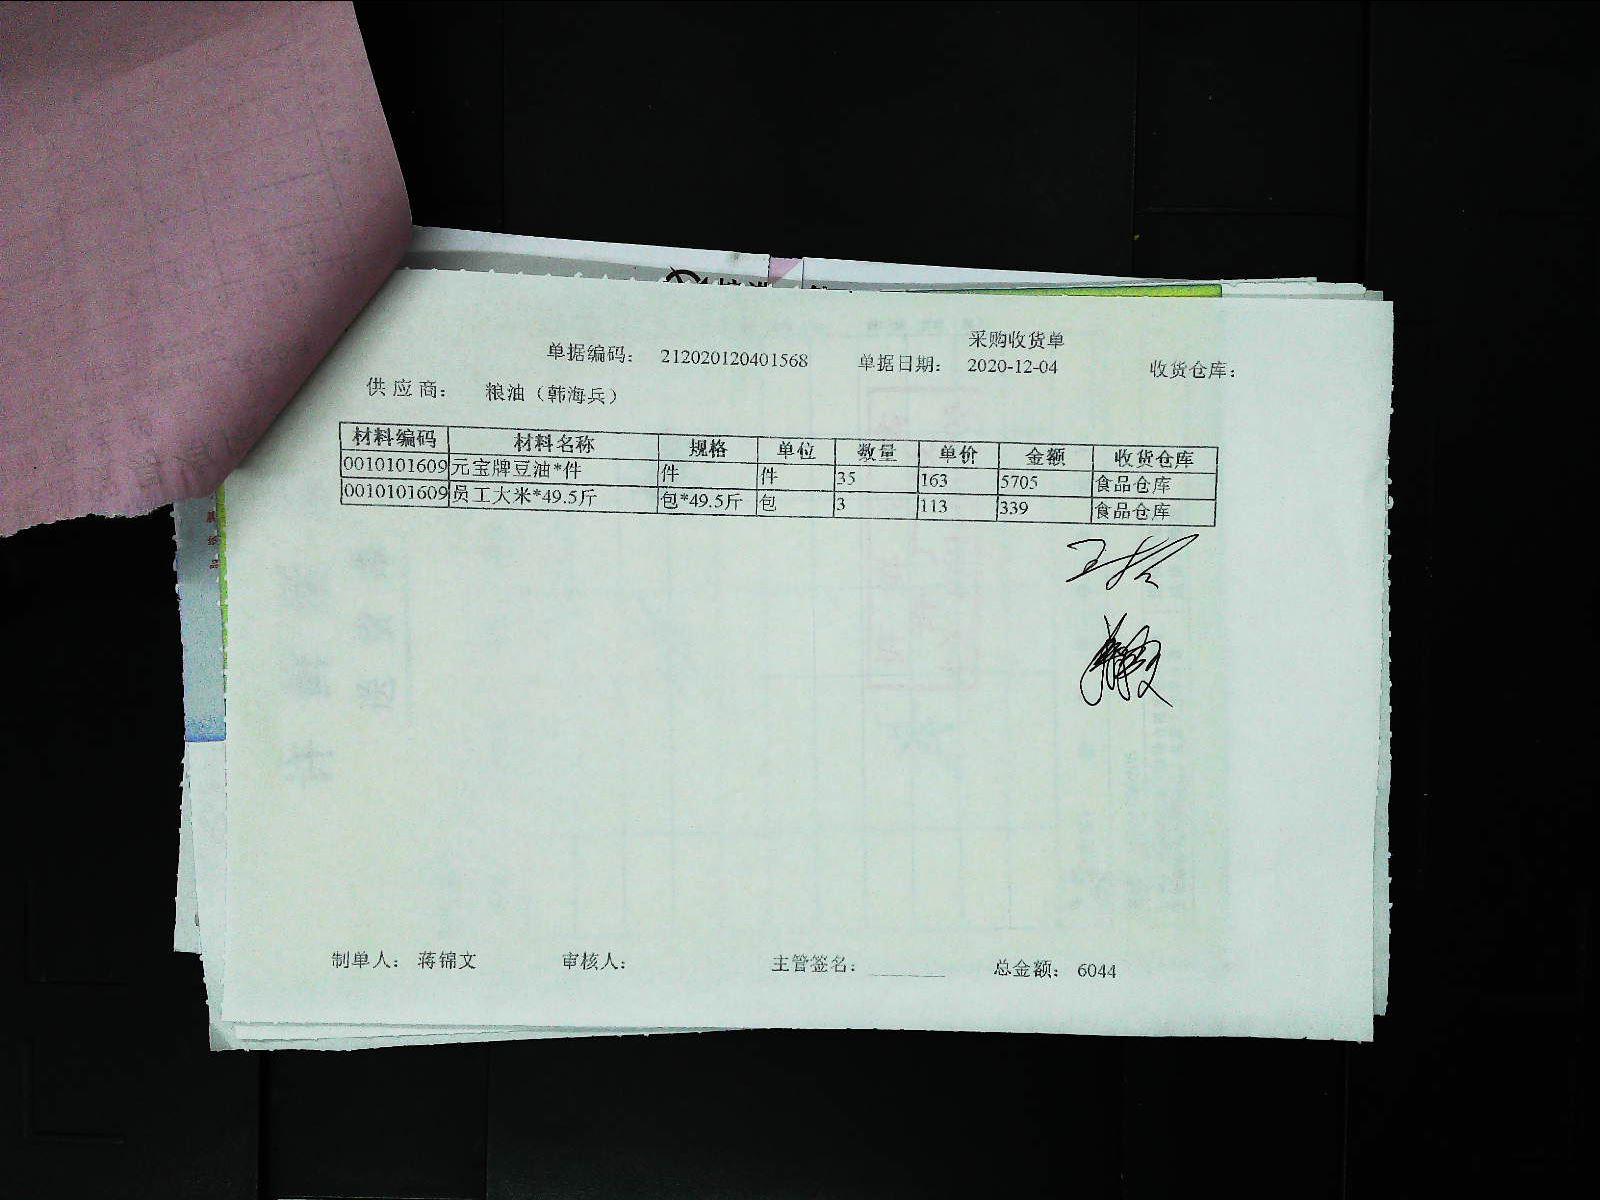 采购收货单
单据编码： 212020120401568 单据日期： 2020-12-04 收货仓库：
供应商： 粮油（韩海兵）
材料编码 材料名称 规格 单位 数量 单价 金额 收货仓库
0010101609 元宝牌豆油*件 件 件 35 163 5705 食品仓库
0010101609 员工大米*49.5斤 包*49.5斤 包 3 113 339 食品仓库
制单人： 蒋锦文 审核人： 主管签名： 总金额： 6044